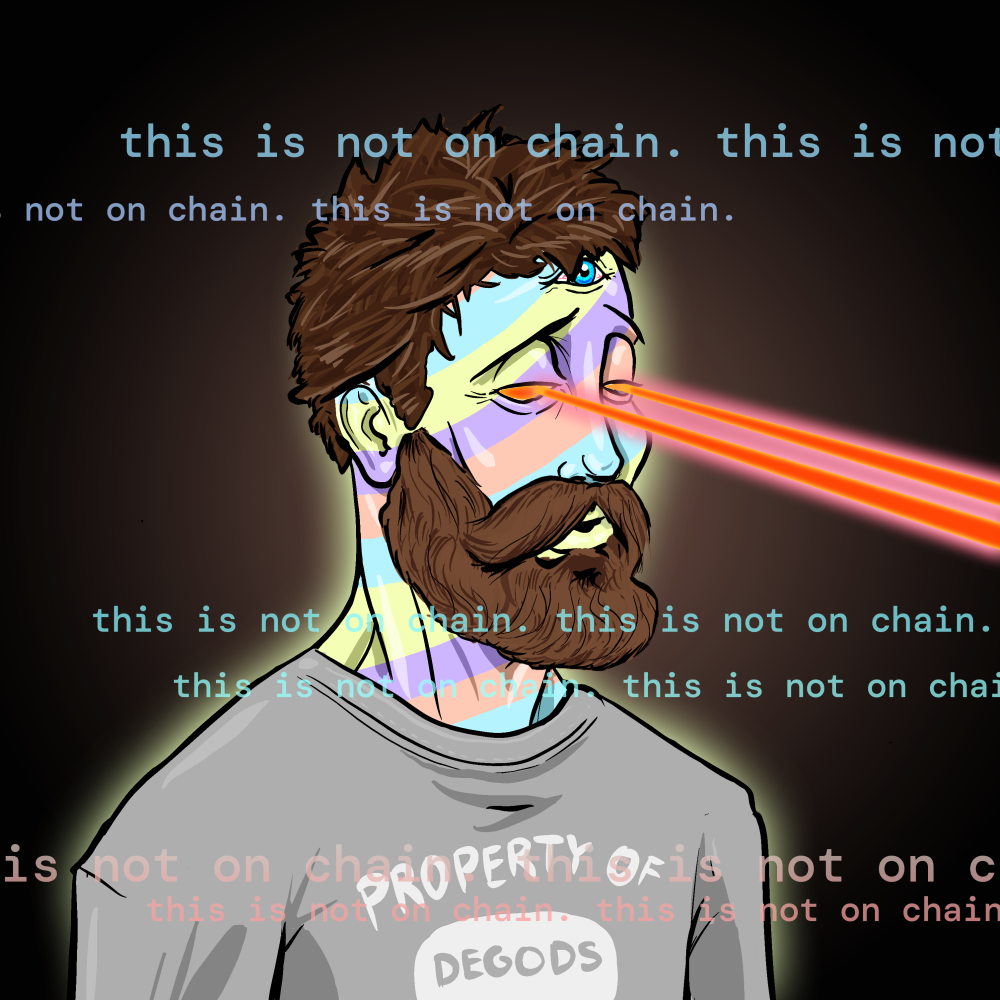 this is not on chain. this is not
not on chain. this is not on chain.
this is not on chain. this is not on chain.
this is not on chain. this is not on chai
is not on chain. this is not on c
PROPERTY OF
this is not on chain. this is not on chain
DEGODS